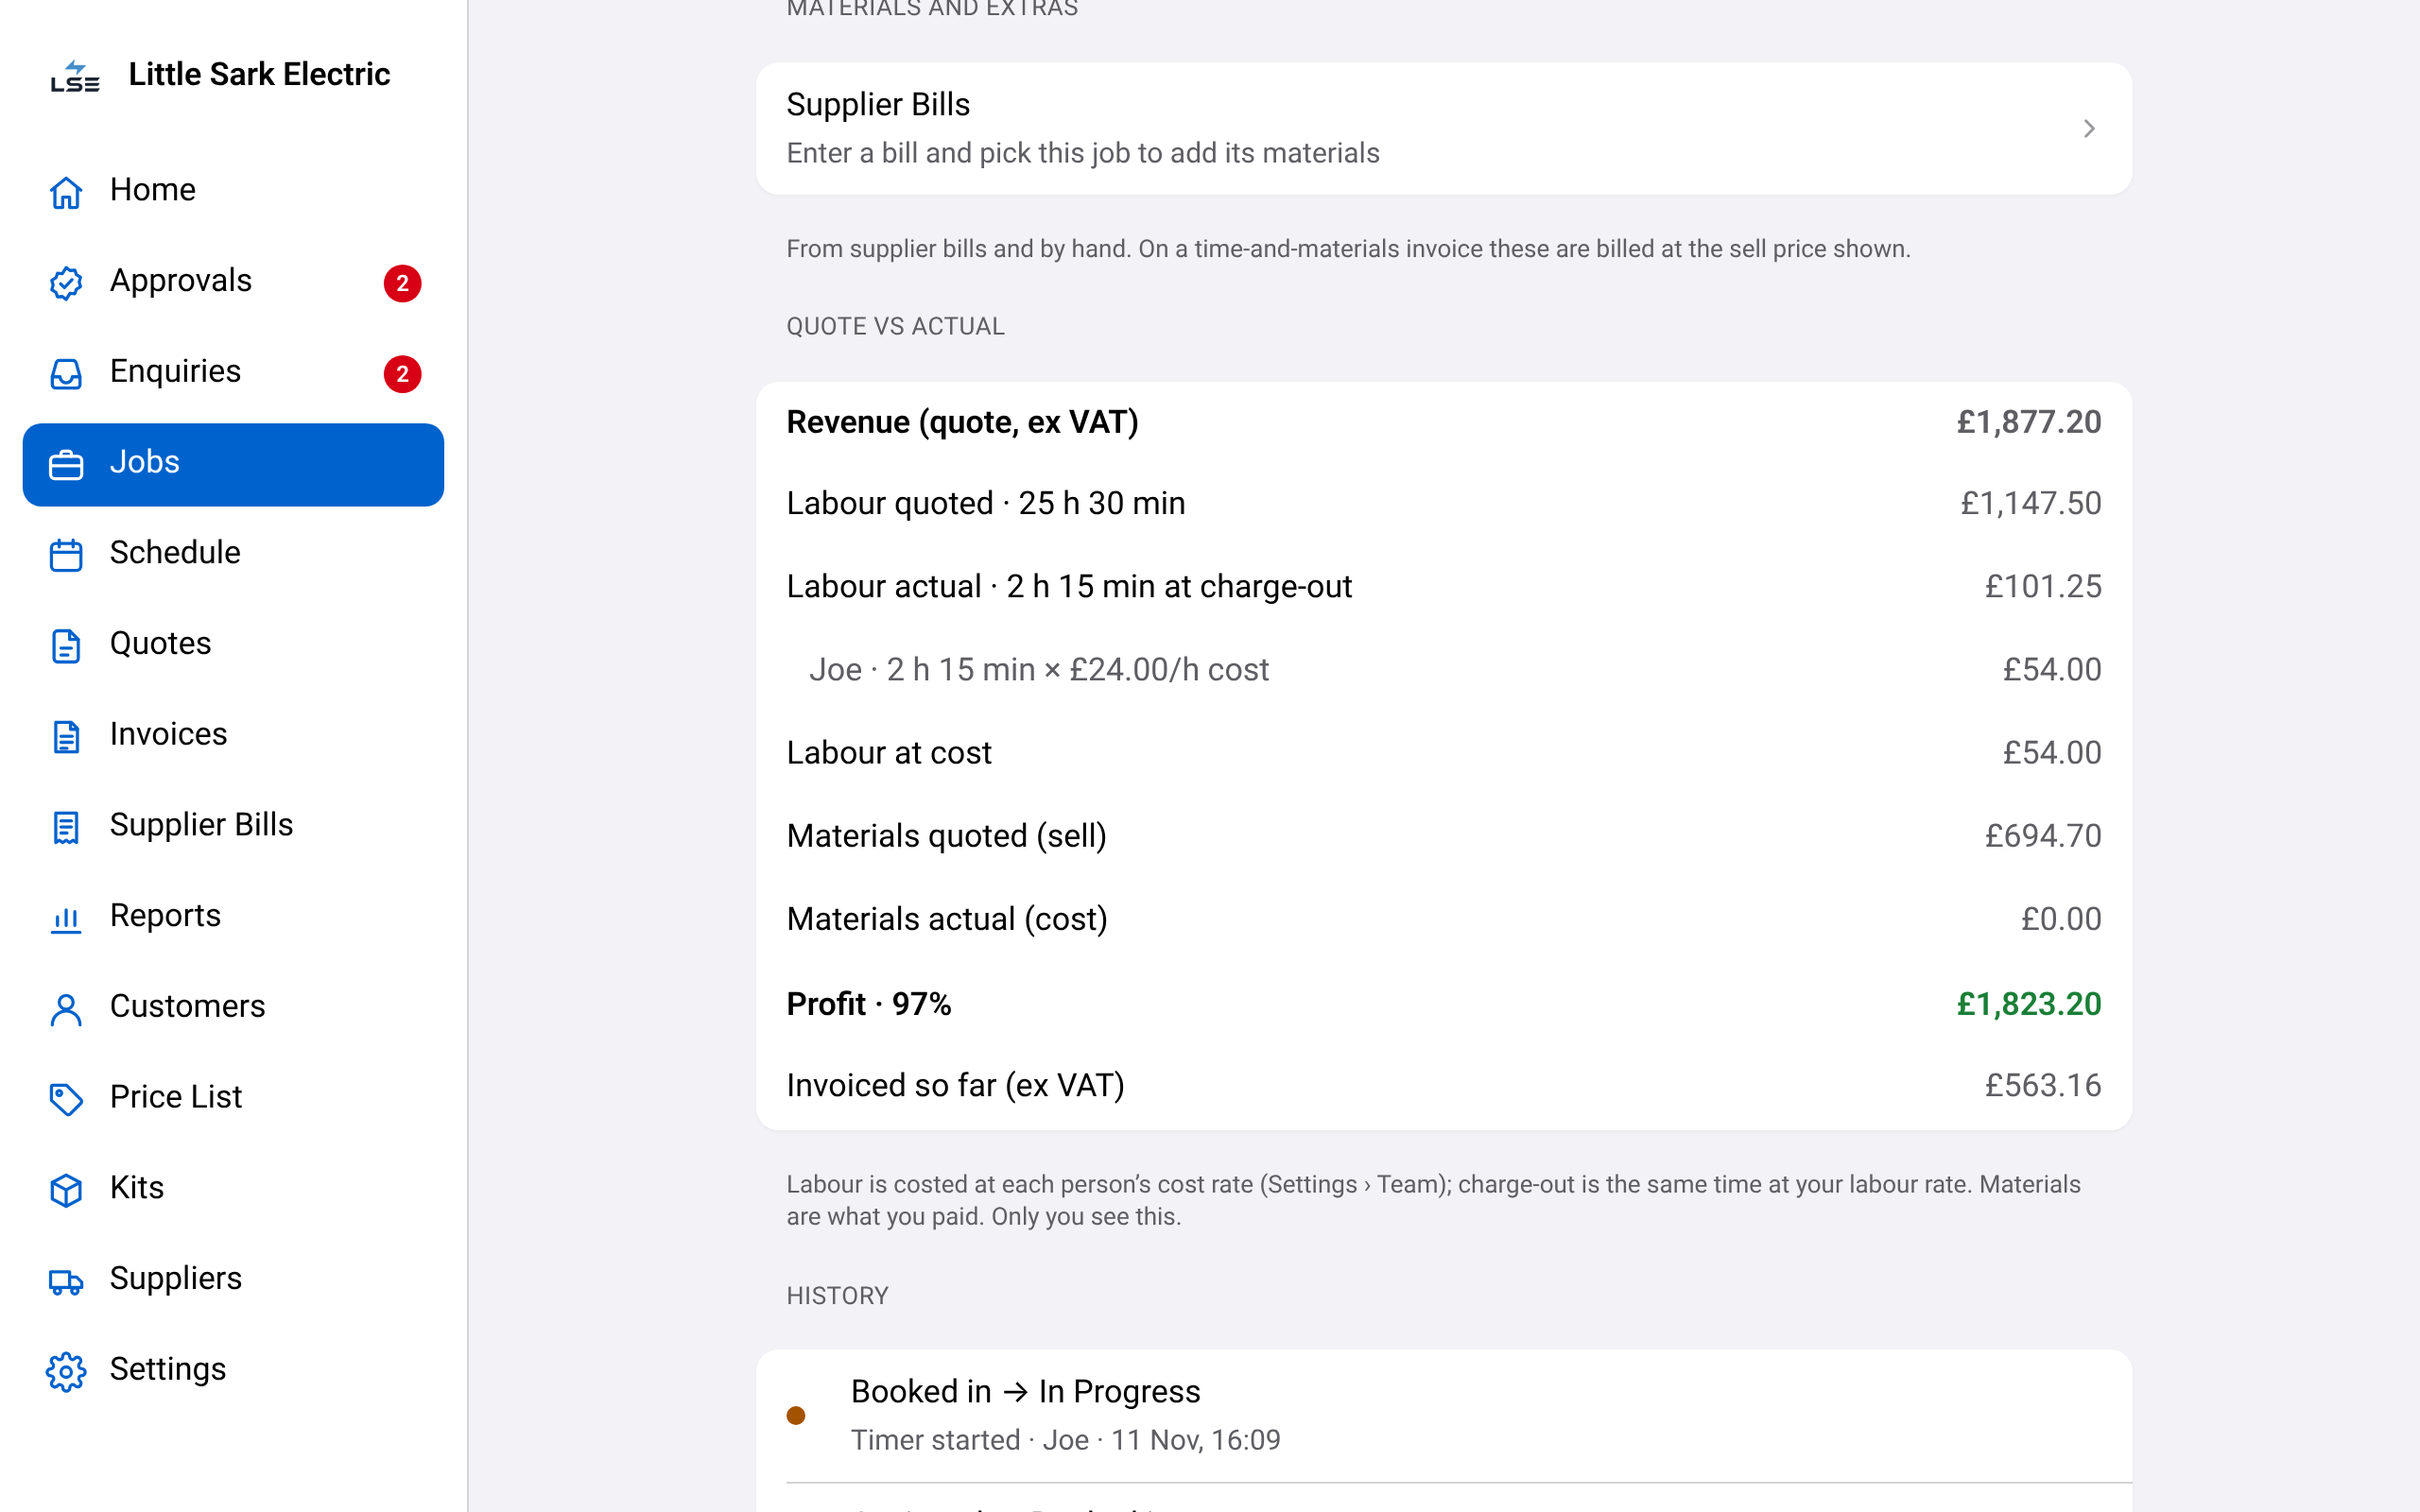 LSE
Little Sark Electric
Home
Approvals
2
Enquiries
2
Jobs
Schedule
Quotes
Invoices
Supplier Bills
Reports
Customers
Price List
Kits
Suppliers
Settings
MATERIALS AND EXTRAS
Supplier Bills
Enter a bill and pick this job to add its materials
From supplier bills and by hand. On a time-and-materials invoice these are billed at the sell price shown.
QUOTE VS ACTUAL
Revenue (quote, ex VAT) £1,877.20
Labour quoted · 25 h 30 min £1,147.50
Labour actual · 2 h 15 min at charge-out £101.25
Joe · 2 h 15 min × £24.00/h cost £54.00
Labour at cost £54.00
Materials quoted (sell) £694.70
Materials actual (cost) £0.00
Profit · 97% £1,823.20
Invoiced so far (ex VAT) £563.16
Labour is costed at each person’s cost rate (Settings › Team); charge-out is the same time at your labour rate. Materials
are what you paid. Only you see this.
HISTORY
Booked in → In Progress
Timer started · Joe · 11 Nov, 16:09